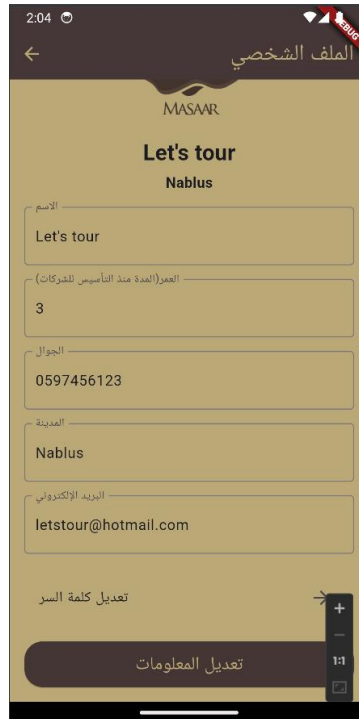 2:04
DEBUG
الملف الشخصي
MASAAR
Let's tour
Nablus
الاسم
Let's tour
العمر(المدة منذ التأسيس للشركات)
3
الجوال
0597456123
المدينة
Nablus
البريد الإلكتروني
letstour@hotmail.com
تعديل كلمة السر
تعديل المعلومات
1:1